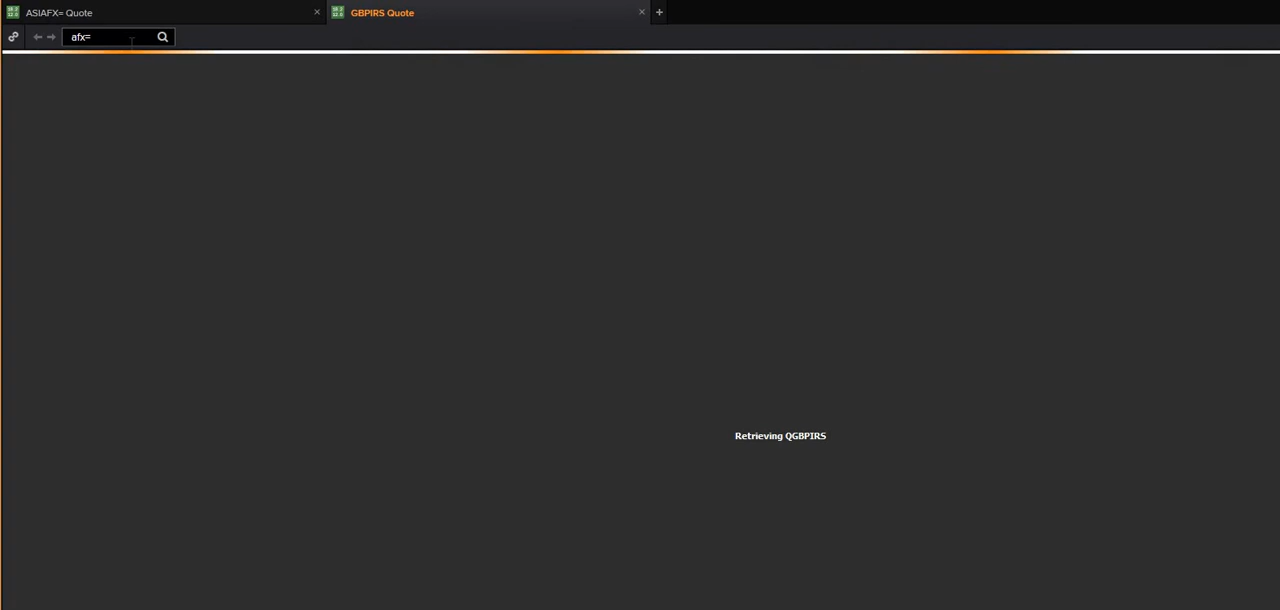 ASIAFX= Quote
GBPIRS Quote
afx=
Retrieving QGBPIRS